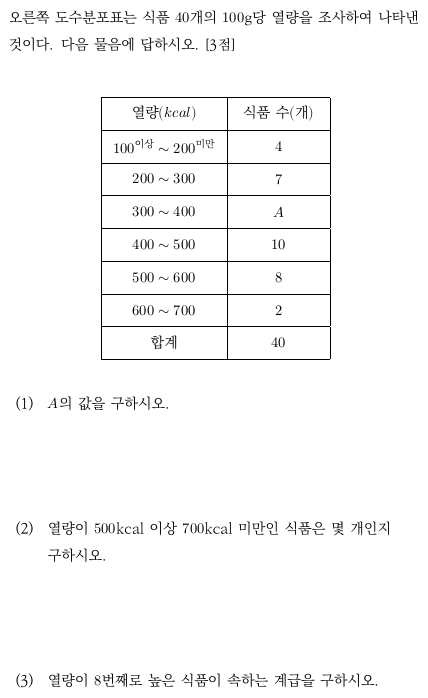 오른쪽 도수분포표는 식품 40개의 100g당 열량을 조사하여 나타낸
것이다. 다음 물음에 답하시오. [3점]
열량(kcal) 식품 수(개)
100이상 ~ 200미만 4
200 ~ 300 7
300 ~ 400 A
400 ~ 500 10
500 ~ 600 8
600 ~ 700 2
합계 40
(1) A의 값을 구하시오.
(2) 열량이 500kcal 이상 700kcal 미만인 식품은 몇 개인지
구하시오.
(3) 열량이 8번째로 높은 식품이 속하는 계급을 구하시오.